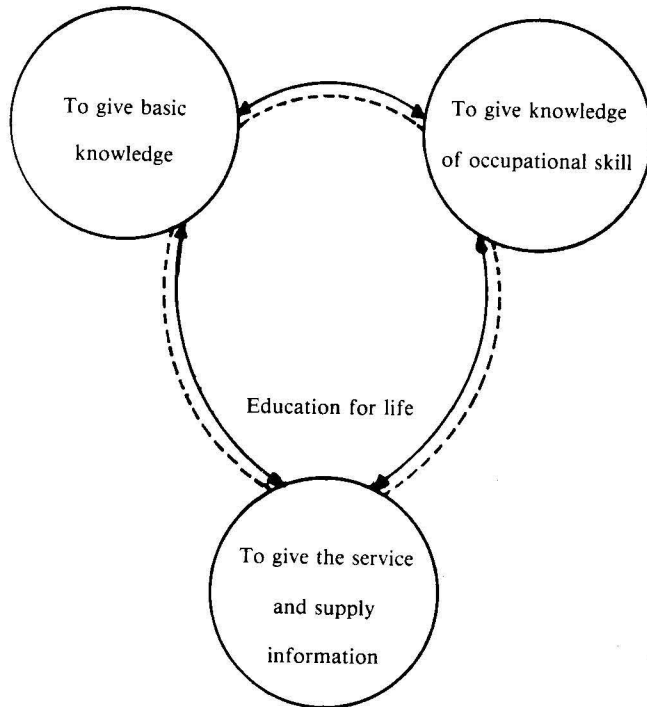 To give basic
knowledge
To give knowledge
of occupational skill
Education for life
To give the service
and supply
information